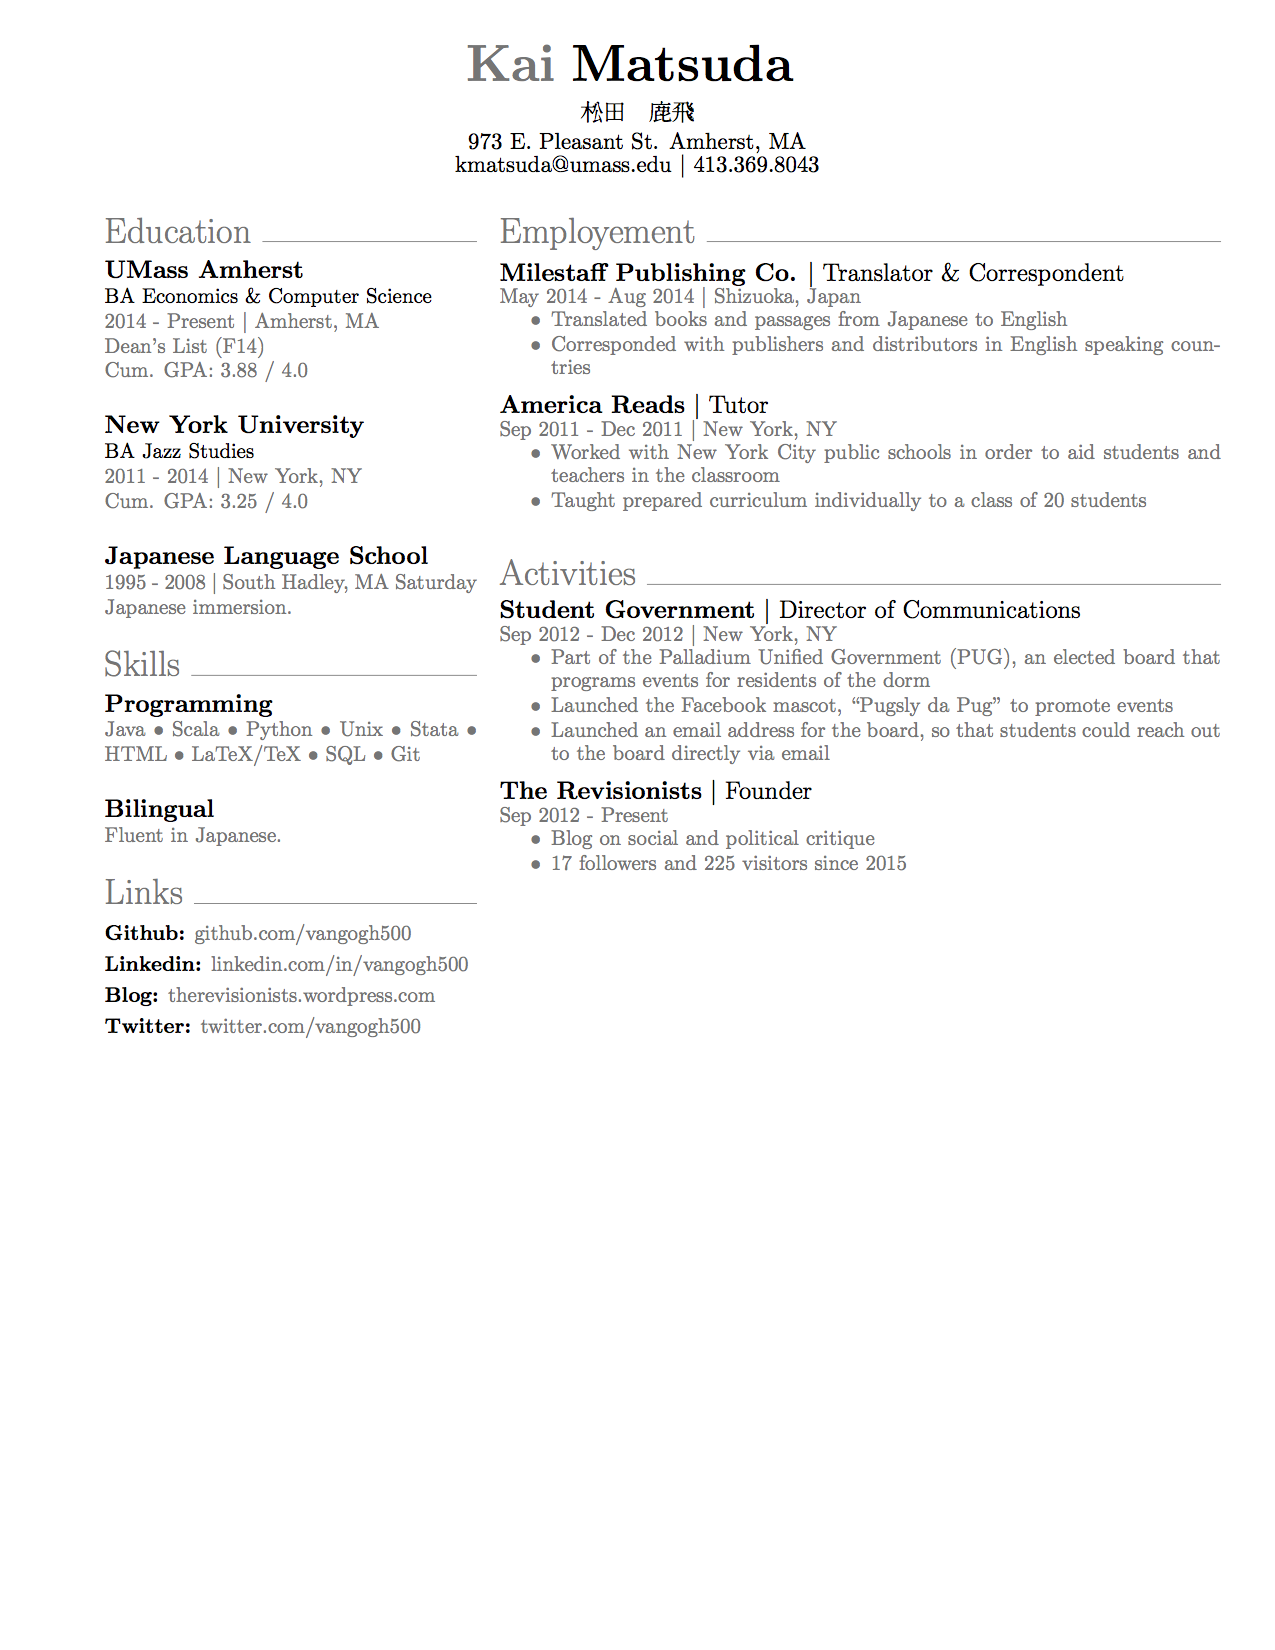 Kai Matsuda
松田　鹿飛
973 E. Pleasant St. Amherst, MA
kmatsuda@umass.edu | 413.369.8043
Education
UMass Amherst
BA Economics & Computer Science
2014 - Present | Amherst, MA
Dean's List (F14)
Cum. GPA: 3.88 / 4.0
New York University
BA Jazz Studies
2011 - 2014 | New York, NY
Cum. GPA: 3.25 / 4.0
Japanese Language School
1995 - 2008 | South Hadley, MA Saturday
Japanese immersion.
Skills
Programming
Java • Scala • Python • Unix • Stata •
HTML • LaTeX/TeX • SQL • Git
Bilingual
Fluent in Japanese.
Links
Github: github.com/vangogh500
Linkedin: linkedin.com/in/vangogh500
Blog: therevisionists.wordpress.com
Twitter: twitter.com/vangogh500
Employement
Milestaff Publishing Co. | Translator & Correspondent
May 2014 - Aug 2014 | Shizuoka, Japan
• Translated books and passages from Japanese to English
• Corresponded with publishers and distributors in English speaking coun-
tries
America Reads | Tutor
Sep 2011 - Dec 2011 | New York, NY
• Worked with New York City public schools in order to aid students and
teachers in the classroom
• Taught prepared curriculum individually to a class of 20 students
Activities
Student Government | Director of Communications
Sep 2012 - Dec 2012 | New York, NY
• Part of the Palladium Unified Government (PUG), an elected board that
programs events for residents of the dorm
• Launched the Facebook mascot, “Pugsly da Pug” to promote events
• Launched an email address for the board, so that students could reach out
to the board directly via email
The Revisionists | Founder
Sep 2012 - Present
• Blog on social and political critique
• 17 followers and 225 visitors since 2015